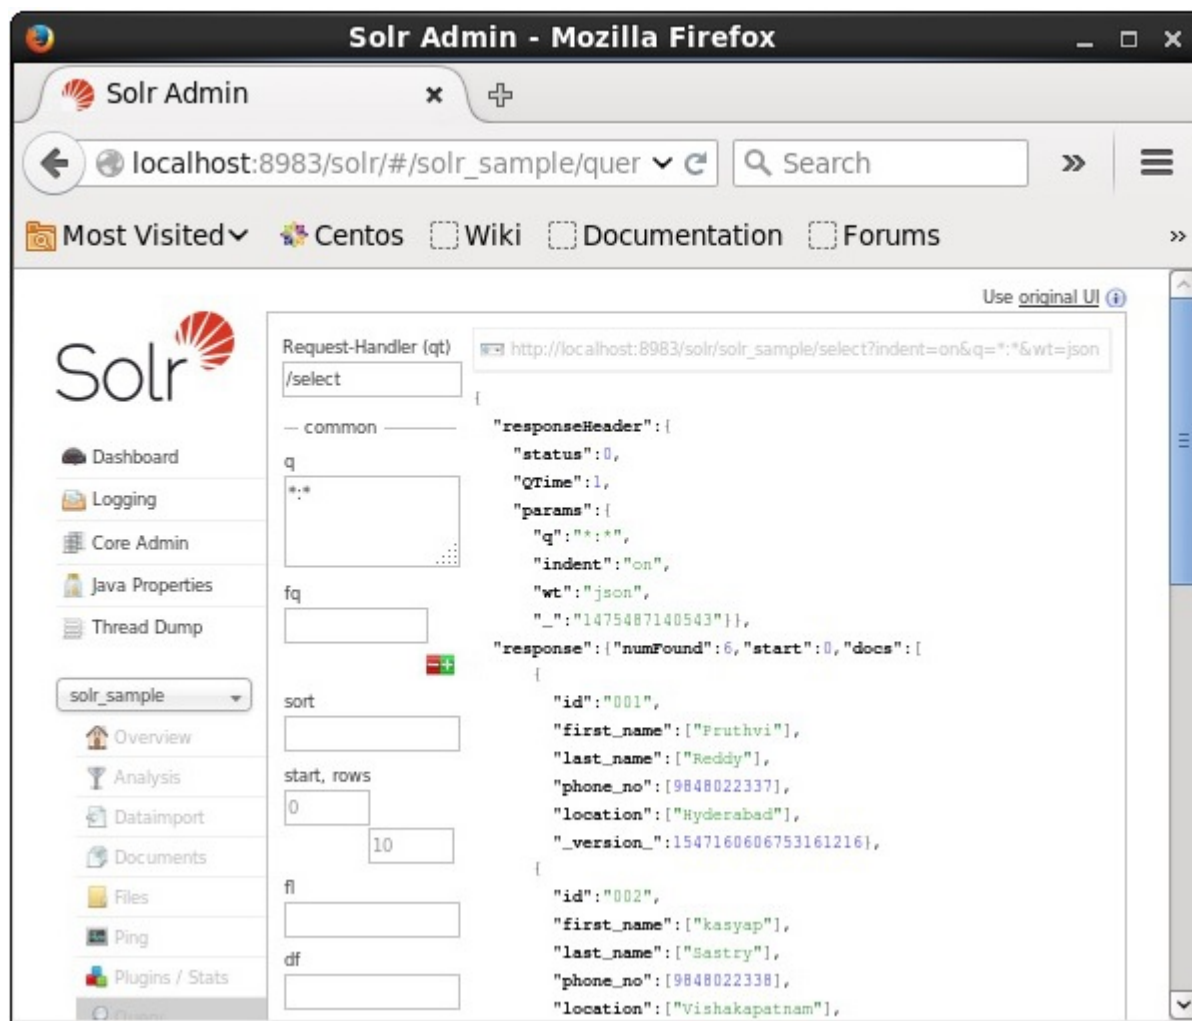 Solr Admin - Mozilla Firefox
Solr Admin
localhost:8983/solr/#/solr_sample/quer
Search
Most Visited
Centos
Wiki
Documentation
Forums
Use original UI
Solr
Dashboard
Logging
Core Admin
Java Properties
Thread Dump
solr_sample
Overview
Analysis
Dataimport
Documents
Files
Ping
Plugins / Stats
Query
Request-Handler (qt)
/select
common
q
*:*
fq
sort
start, rows
0
10
fl
df
http://localhost:8983/solr/solr_sample/select?indent=on&q=*:*&wt=json
{
"responseHeader":{
"status":0,
"QTime":1,
"params":{
"q":"*:*",
"indent":"on",
"wt":"json",
"_":"1475487140543"}},
"response":{"numFound":6,"start":0,"docs":[
{
"id":"001",
"first_name":["Pruthvi"],
"last_name":["Reddy"],
"phone_no":[9848022337],
"location":["Hyderabad"],
"_version_":1547160606753161216},
{
"id":"002",
"first_name":["kasyap"],
"last_name":["Sastry"],
"phone_no":[9848022338],
"location":["Vishakapatnam"],